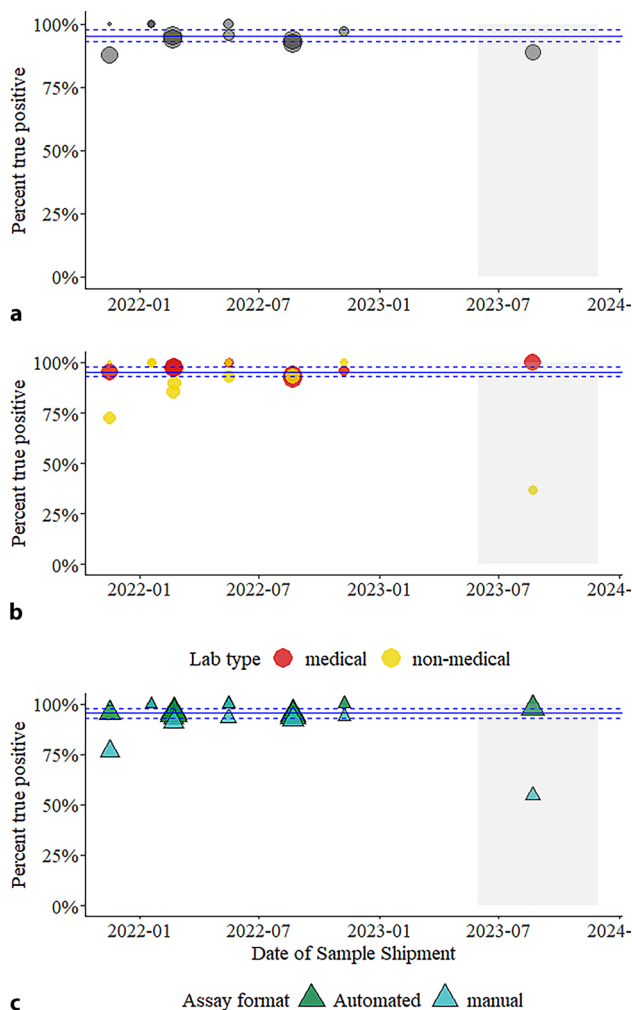 100%
75%
50%
25%
0%
Percent true positive
2022-01 2022-07 2023-01 2023-07 2024-
a
100%
75%
50%
25%
0%
Percent true positive
2022-01 2022-07 2023-01 2023-07 2024-
b
Lab type medical non-medical
100%
75%
50%
25%
0%
Percent true positive
2022-01 2022-07 2023-01 2023-07 2024-
Date of Sample Shipment
c Assay format Automated manual